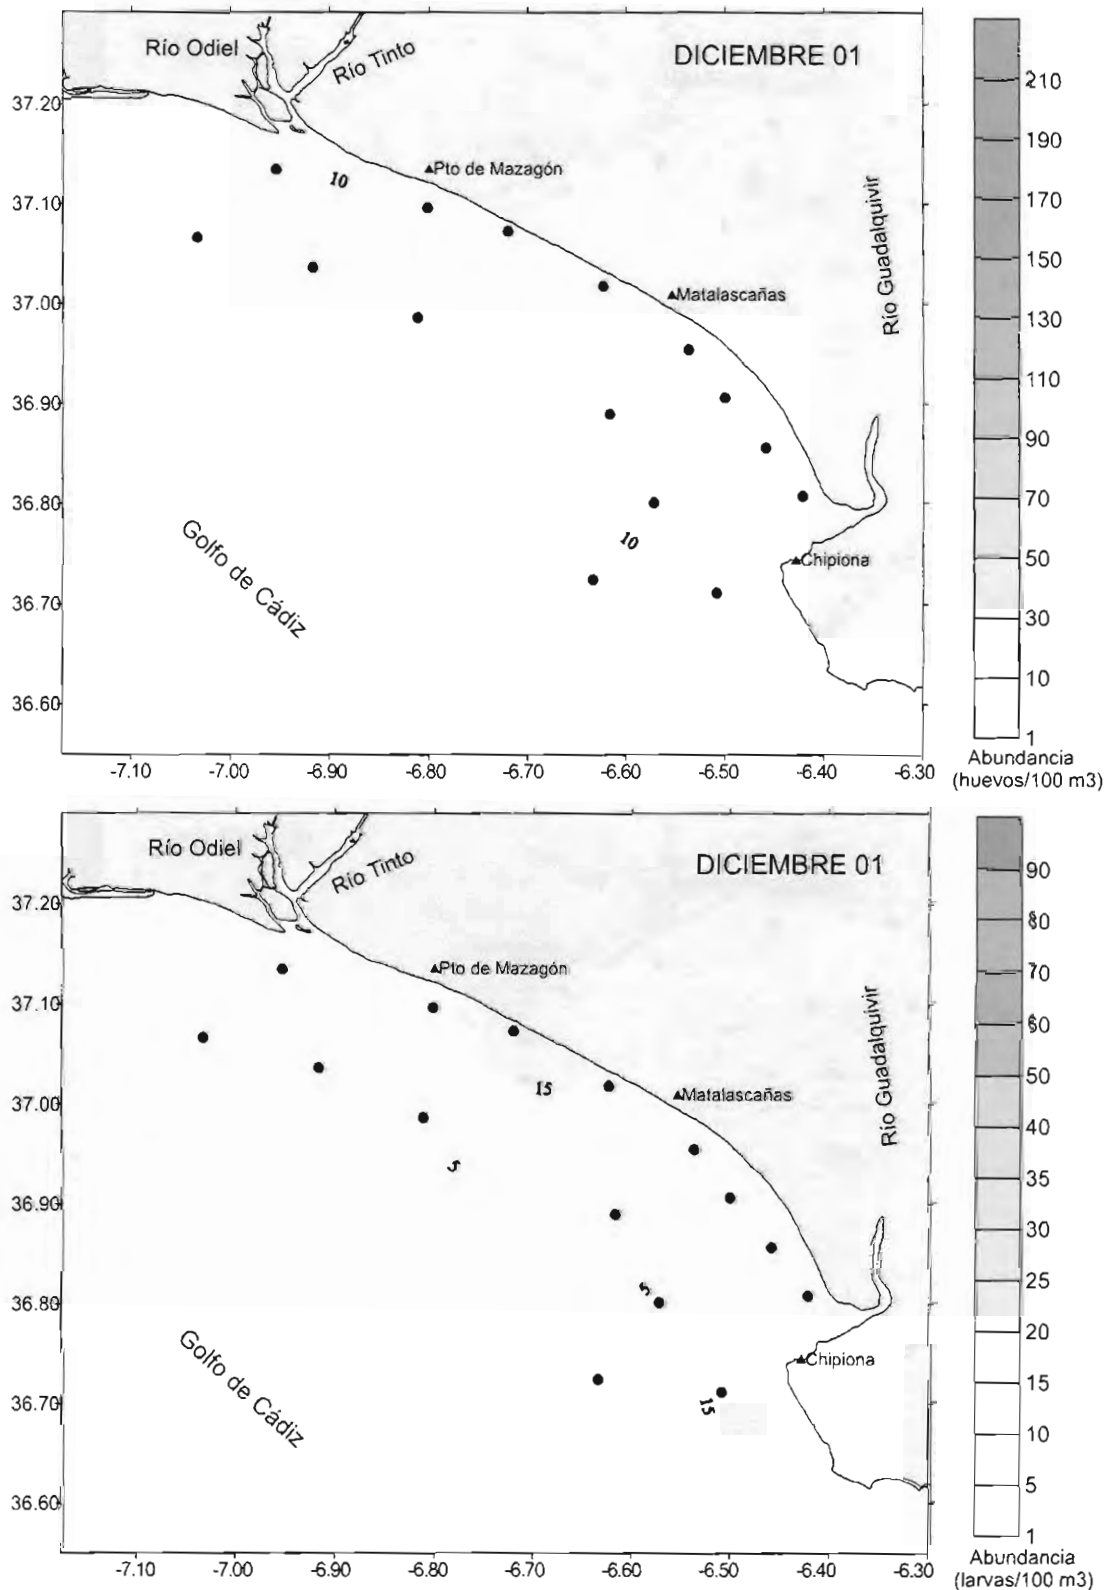 Río Odiel
Río Tinto
DICIEMBRE 01
37.20
Pto de Mazagón
10
37.10
Río Guadalquivir
37.00
Matalascañas
36.90
36.80
Golfo de Cádiz
10
Chipiona
36.70
36.60
-7.10 -7.00 -6.90 -6.80 -6.70 -6.60 -6.50 -6.40 -6.30
210
190
170
150
130
110
90
70
50
30
10
1
Abundancia
(huevos/100 m3)
Río Odiel
Río Tinto
DICIEMBRE 01
37.20
Pto de Mazagón
37.10
Río Guadalquivir
15
37.00
Matalascañas
5
36.90
5
36.80
Golfo de Cádiz
Chipiona
15
36.70
36.60
-7.10 -7.00 -6.90 -6.80 -6.70 -6.60 -6.50 -6.40 -6.30
90
80
70
60
50
40
35
30
25
20
15
10
5
1
Abundancia
(larvas/100 m3)